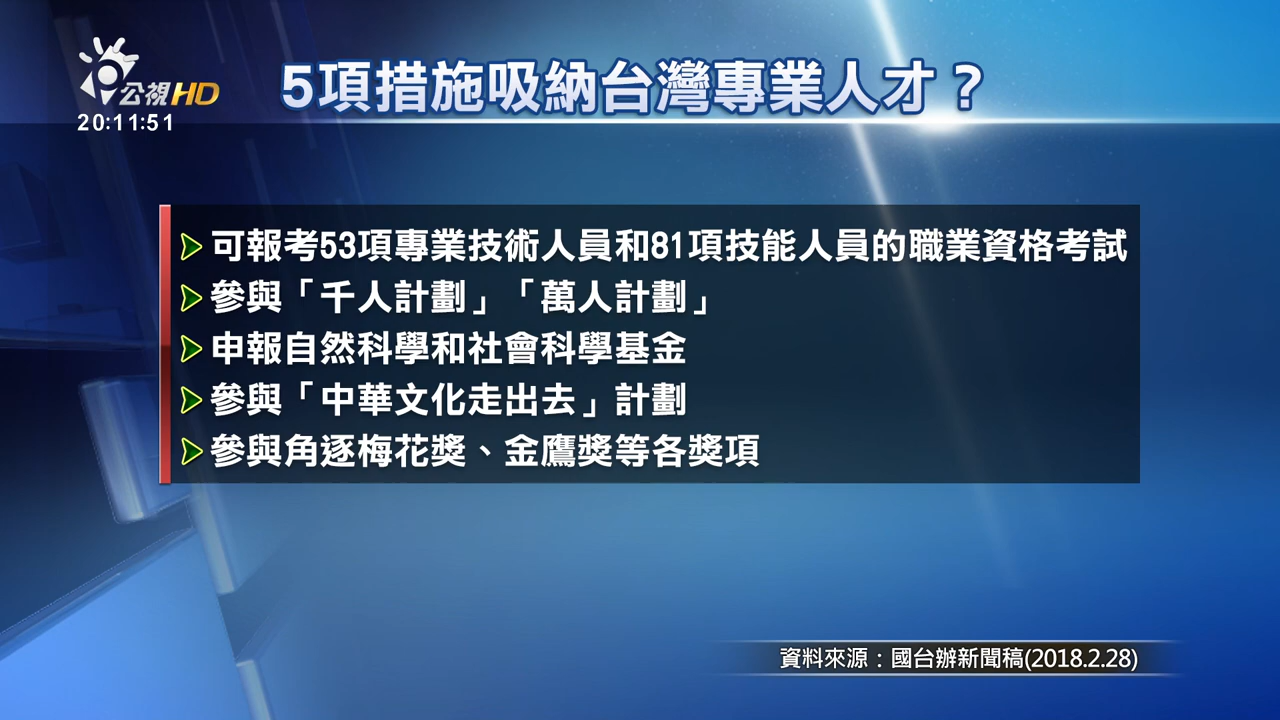 公視HD
20:11:51
5項措施吸納台灣專業人才？
可報考53項專業技術人員和81項技能人員的職業資格考試
參與「千人計劃」「萬人計劃」
申報自然科學和社會科學基金
參與「中華文化走出去」計劃
參與角逐梅花獎、金鷹獎等各獎項
資料來源：國台辦新聞稿(2018.2.28)